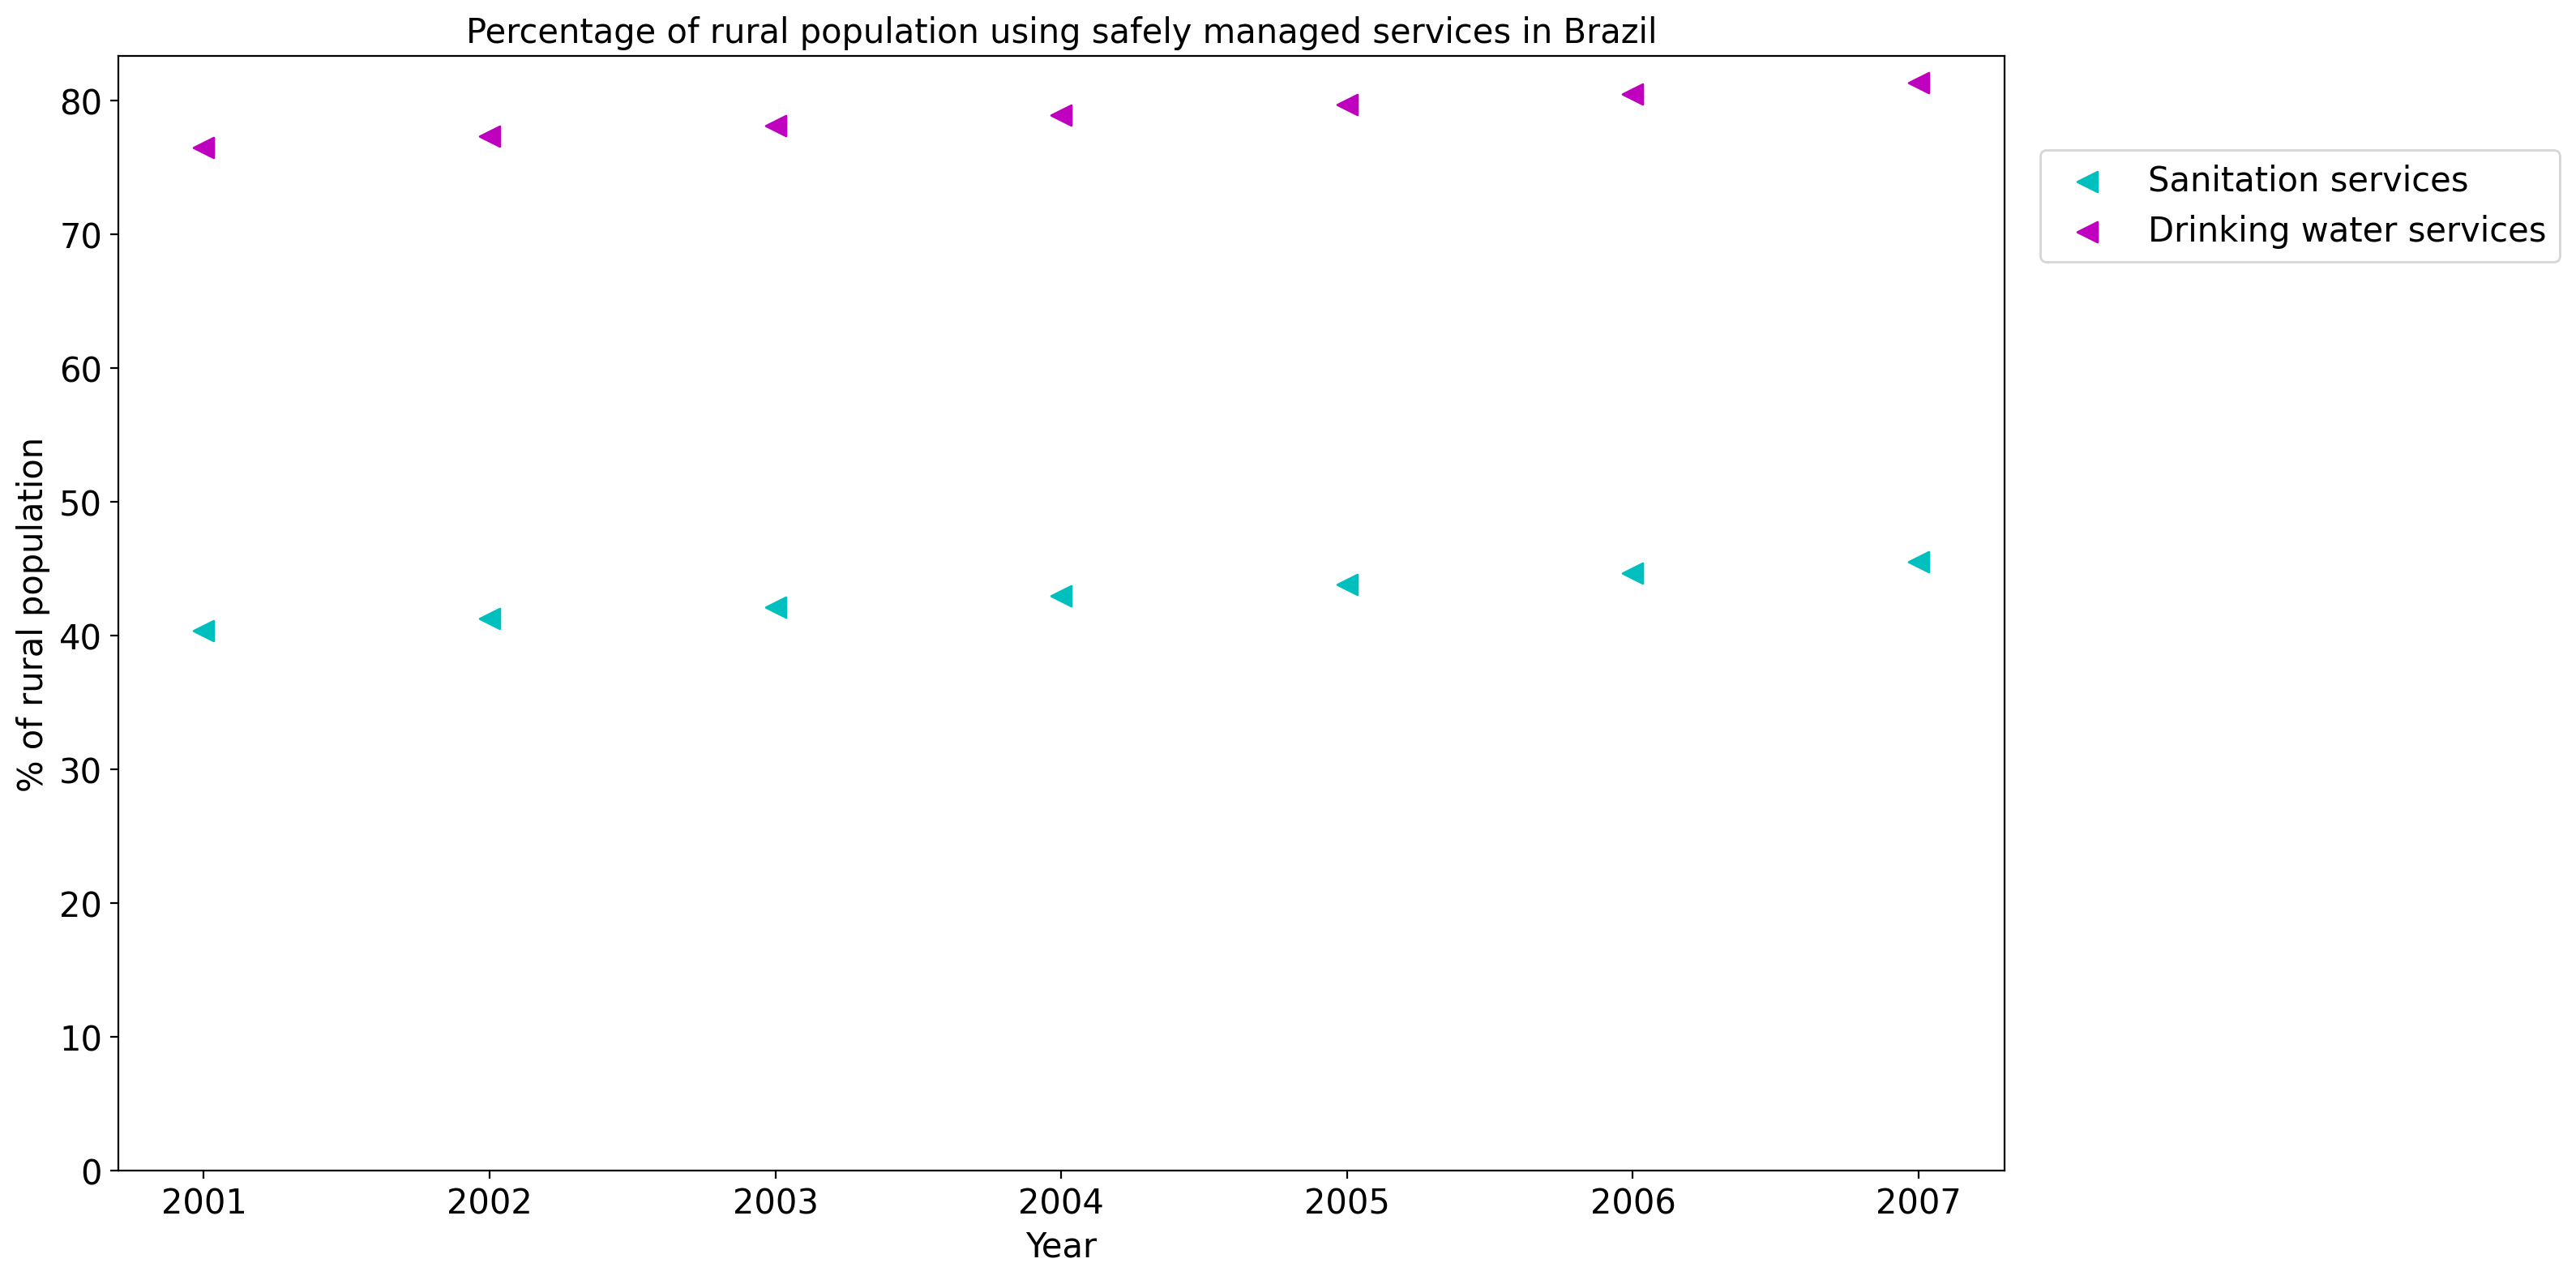 Percentage of rural population using safely managed services in Brazil
80
70
60
50
40
30
20
10
0
% of rural population
2001 2002 2003 2004 2005 2006 2007
Year
Sanitation services
Drinking water services